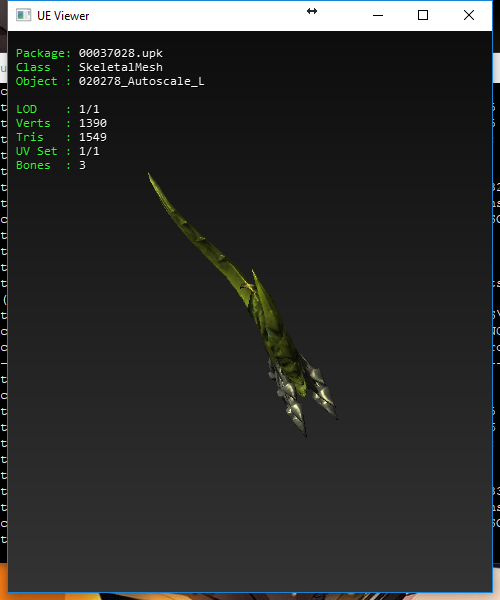 UE Viewer
Package: 00037028.upk
Class : SkeletalMesh
Object : 020278_Autoscale_L
LOD : 1/1
Verts : 1390
Tris : 1549
UV Set : 1/1
Bones : 3